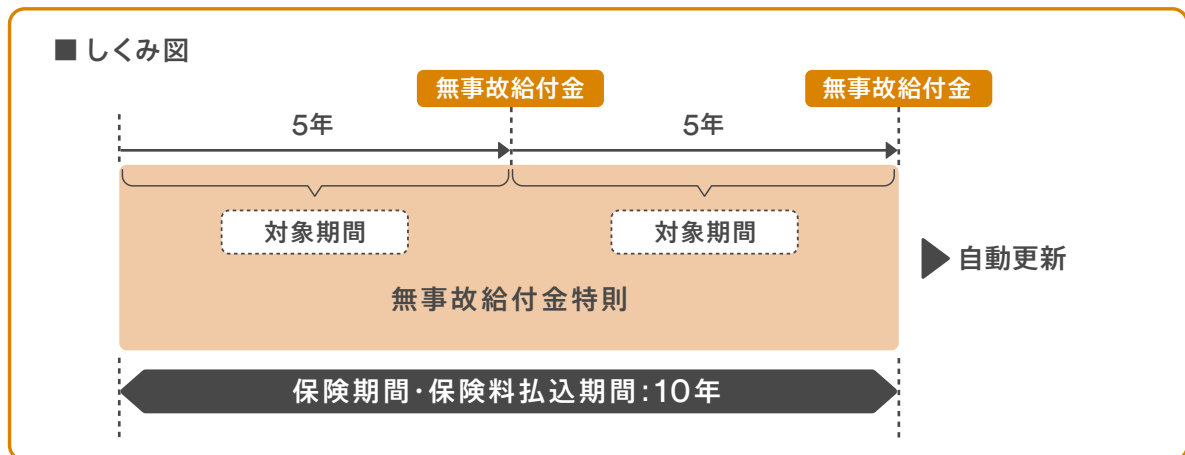 ■ しくみ図
無事故給付金
無事故給付金
5年
5年
対象期間
対象期間
自動更新
無事故給付金特則
保険期間・保険料払込期間:10年